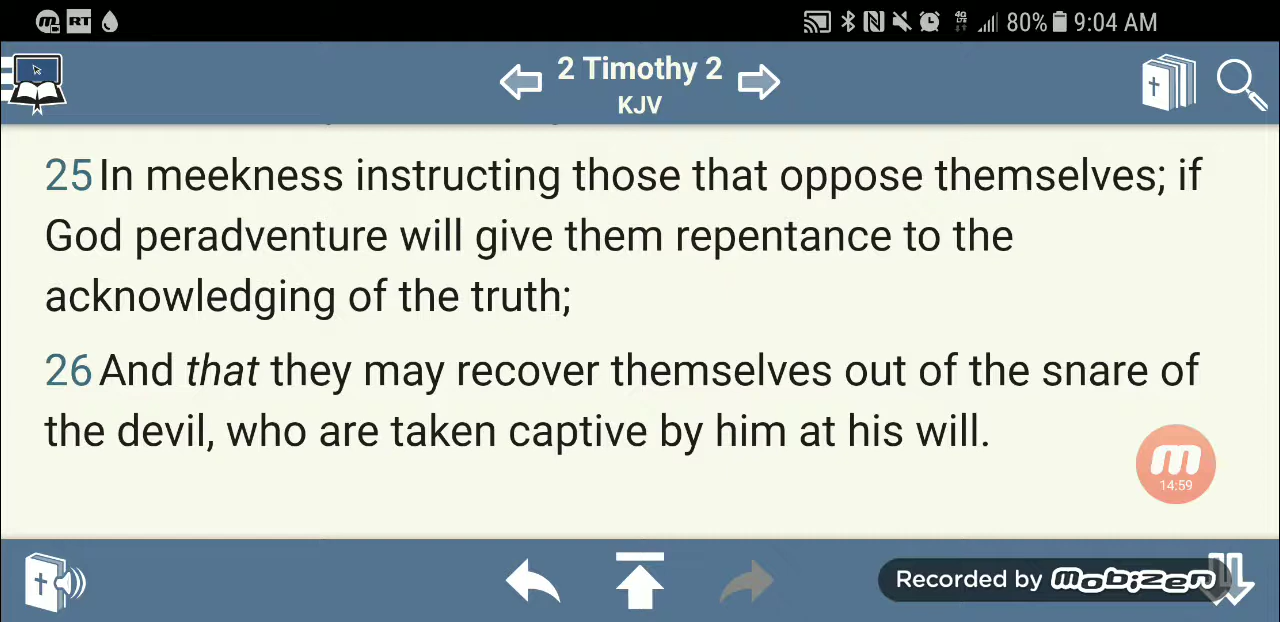 RT 4G LTE 80% 9:04 AM
2 Timothy 2
KJV
25 In meekness instructing those that oppose themselves; if
God peradventure will give them repentance to the
acknowledging of the truth;
26 And that they may recover themselves out of the snare of
the devil, who are taken captive by him at his will.
m
14:59
Recorded by mobizen